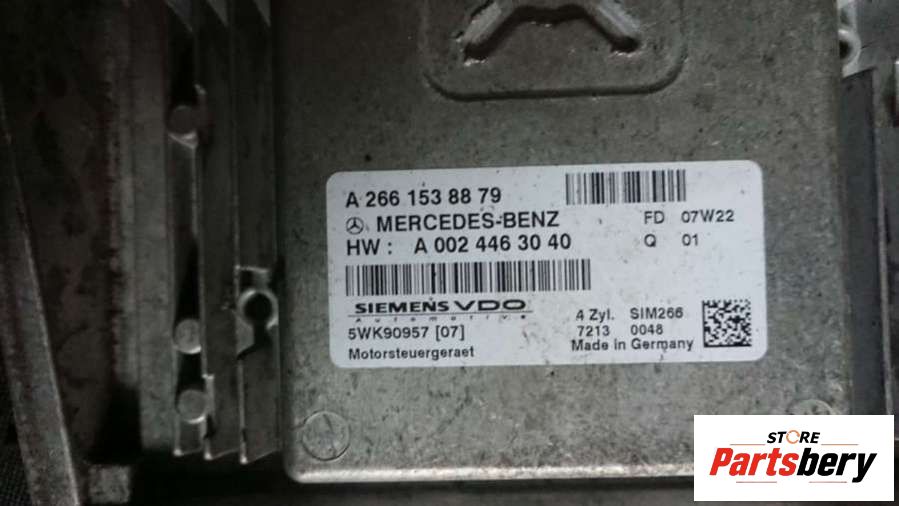 A 266 153 88 79
MERCEDES-BENZ FD 07W22
HW : A 002 446 30 40 Q 01
SIEMENS VDO
Automotive
4 Zyl. SIM266
5WK90957 [07] 7213 0048
Motorsteuergeraet Made in Germany
STORE
Partsbery